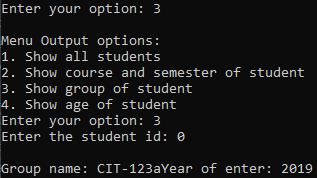 Enter your option: 3
Menu Output options:
1. Show all students
2. Show course and semester of student
3. Show group of student
4. Show age of student
Enter your option: 3
Enter the student id: 0
Group name: CIT-123aYear of enter: 2019